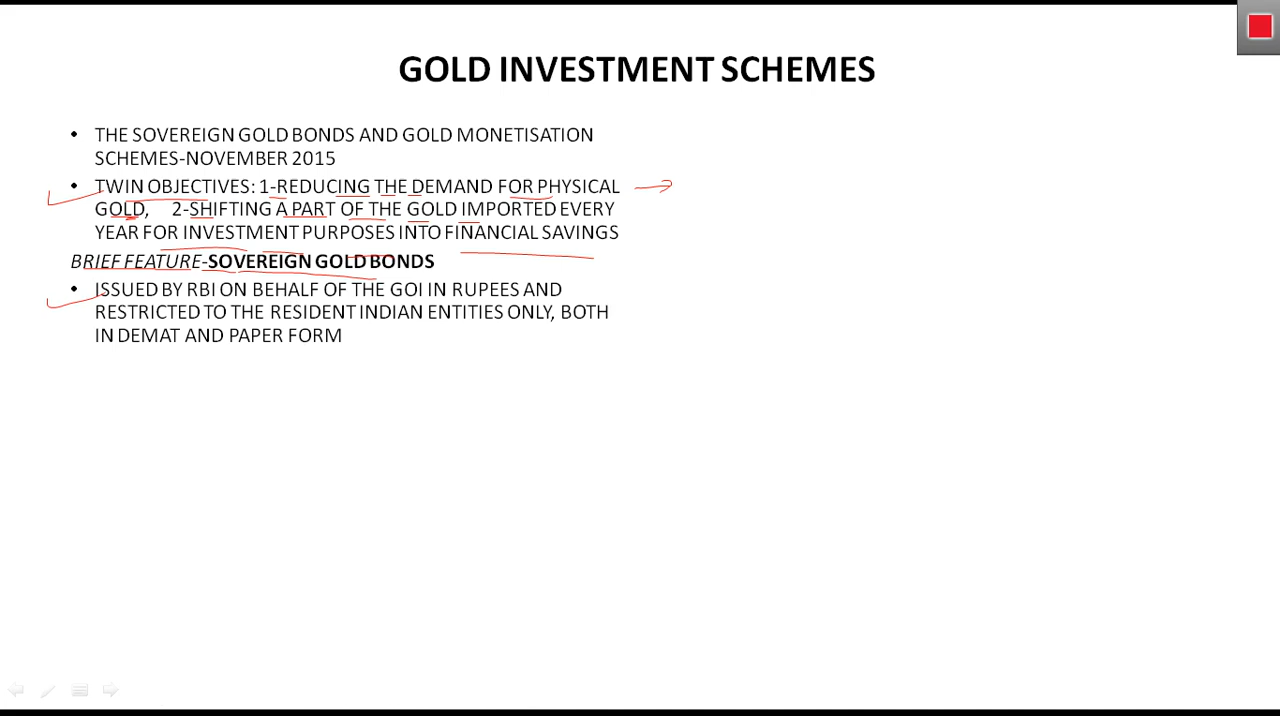 GOLD INVESTMENT SCHEMES
• THE SOVEREIGN GOLD BONDS AND GOLD MONETISATION
SCHEMES-NOVEMBER 2015
• TWIN OBJECTIVES: 1-REDUCING THE DEMAND FOR PHYSICAL
GOLD, 2-SHIFTING A PART OF THE GOLD IMPORTED EVERY
YEAR FOR INVESTMENT PURPOSES INTO FINANCIAL SAVINGS
BRIEF FEATURE-SOVEREIGN GOLD BONDS
• ISSUED BY RBI ON BEHALF OF THE GOI IN RUPEES AND
RESTRICTED TO THE RESIDENT INDIAN ENTITIES ONLY, BOTH
IN DEMAT AND PAPER FORM